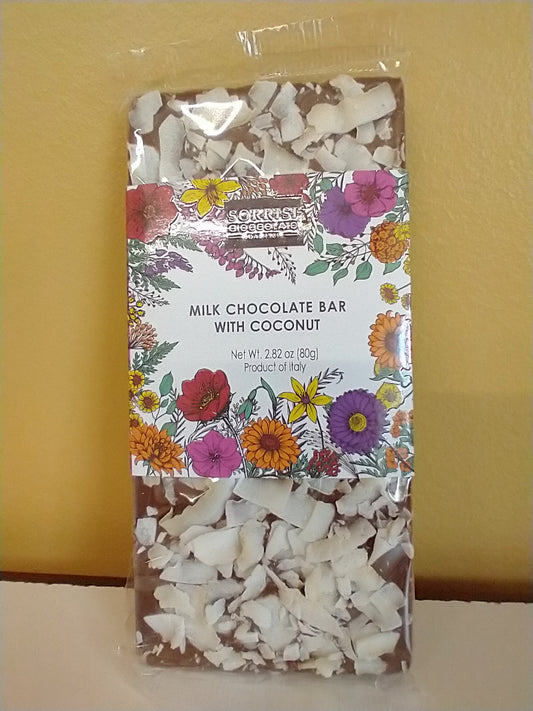 SORRISI
CIOCCOLATO
MILK CHOCOLATE BAR
WITH COCONUT
Net Wt. 2.82 oz (80g)
Product of Italy